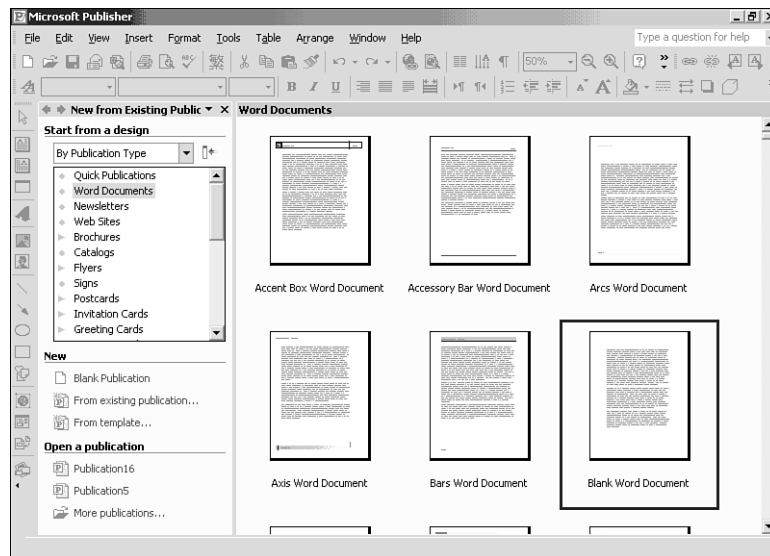 Microsoft Publisher
File Edit View Insert Format Tools Table Arrange Window Help
Type a question for help
50%
B I U
New from Existing Public
Word Documents
Start from a design
By Publication Type
Quick Publications
Word Documents
Newsletters
Web Sites
Brochures
Catalogs
Flyers
Signs
Postcards
Invitation Cards
Greeting Cards
Accent Box Word Document
Accessory Bar Word Document
Arcs Word Document
New
Blank Publication
From existing publication...
From template...
Open a publication
Publication16
Publication5
More publications...
Axis Word Document
Bars Word Document
Blank Word Document